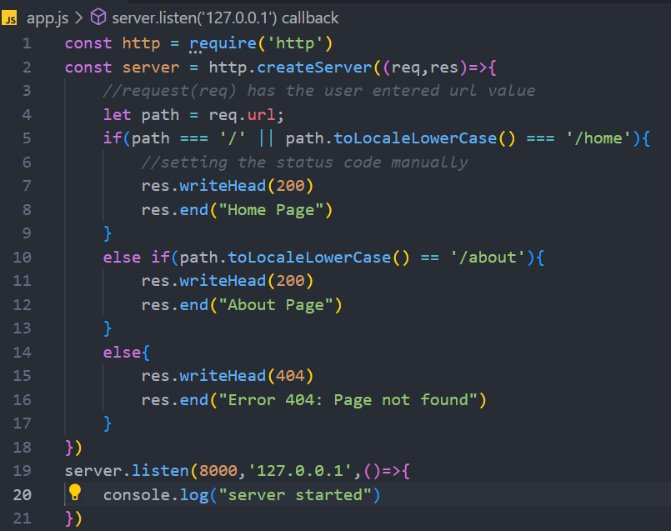 JS app.js > server.listen('127.0.0.1') callback
1 const http = require('http')
2 const server = http.createServer((req,res)=>{
3 //request(req) has the user entered url value
4 let path = req.url;
5 if(path === '/' || path.toLocaleLowerCase() === '/home'){
6 //setting the status code manually
7 res.writeHead(200)
8 res.end("Home Page")
9 }
10 else if(path.toLocaleLowerCase() == '/about'){
11 res.writeHead(200)
12 res.end("About Page")
13 }
14 else{
15 res.writeHead(404)
16 res.end("Error 404: Page not found")
17 }
18 })
19 server.listen(8000,'127.0.0.1',()=>{
20 console.log("server started")
21 })